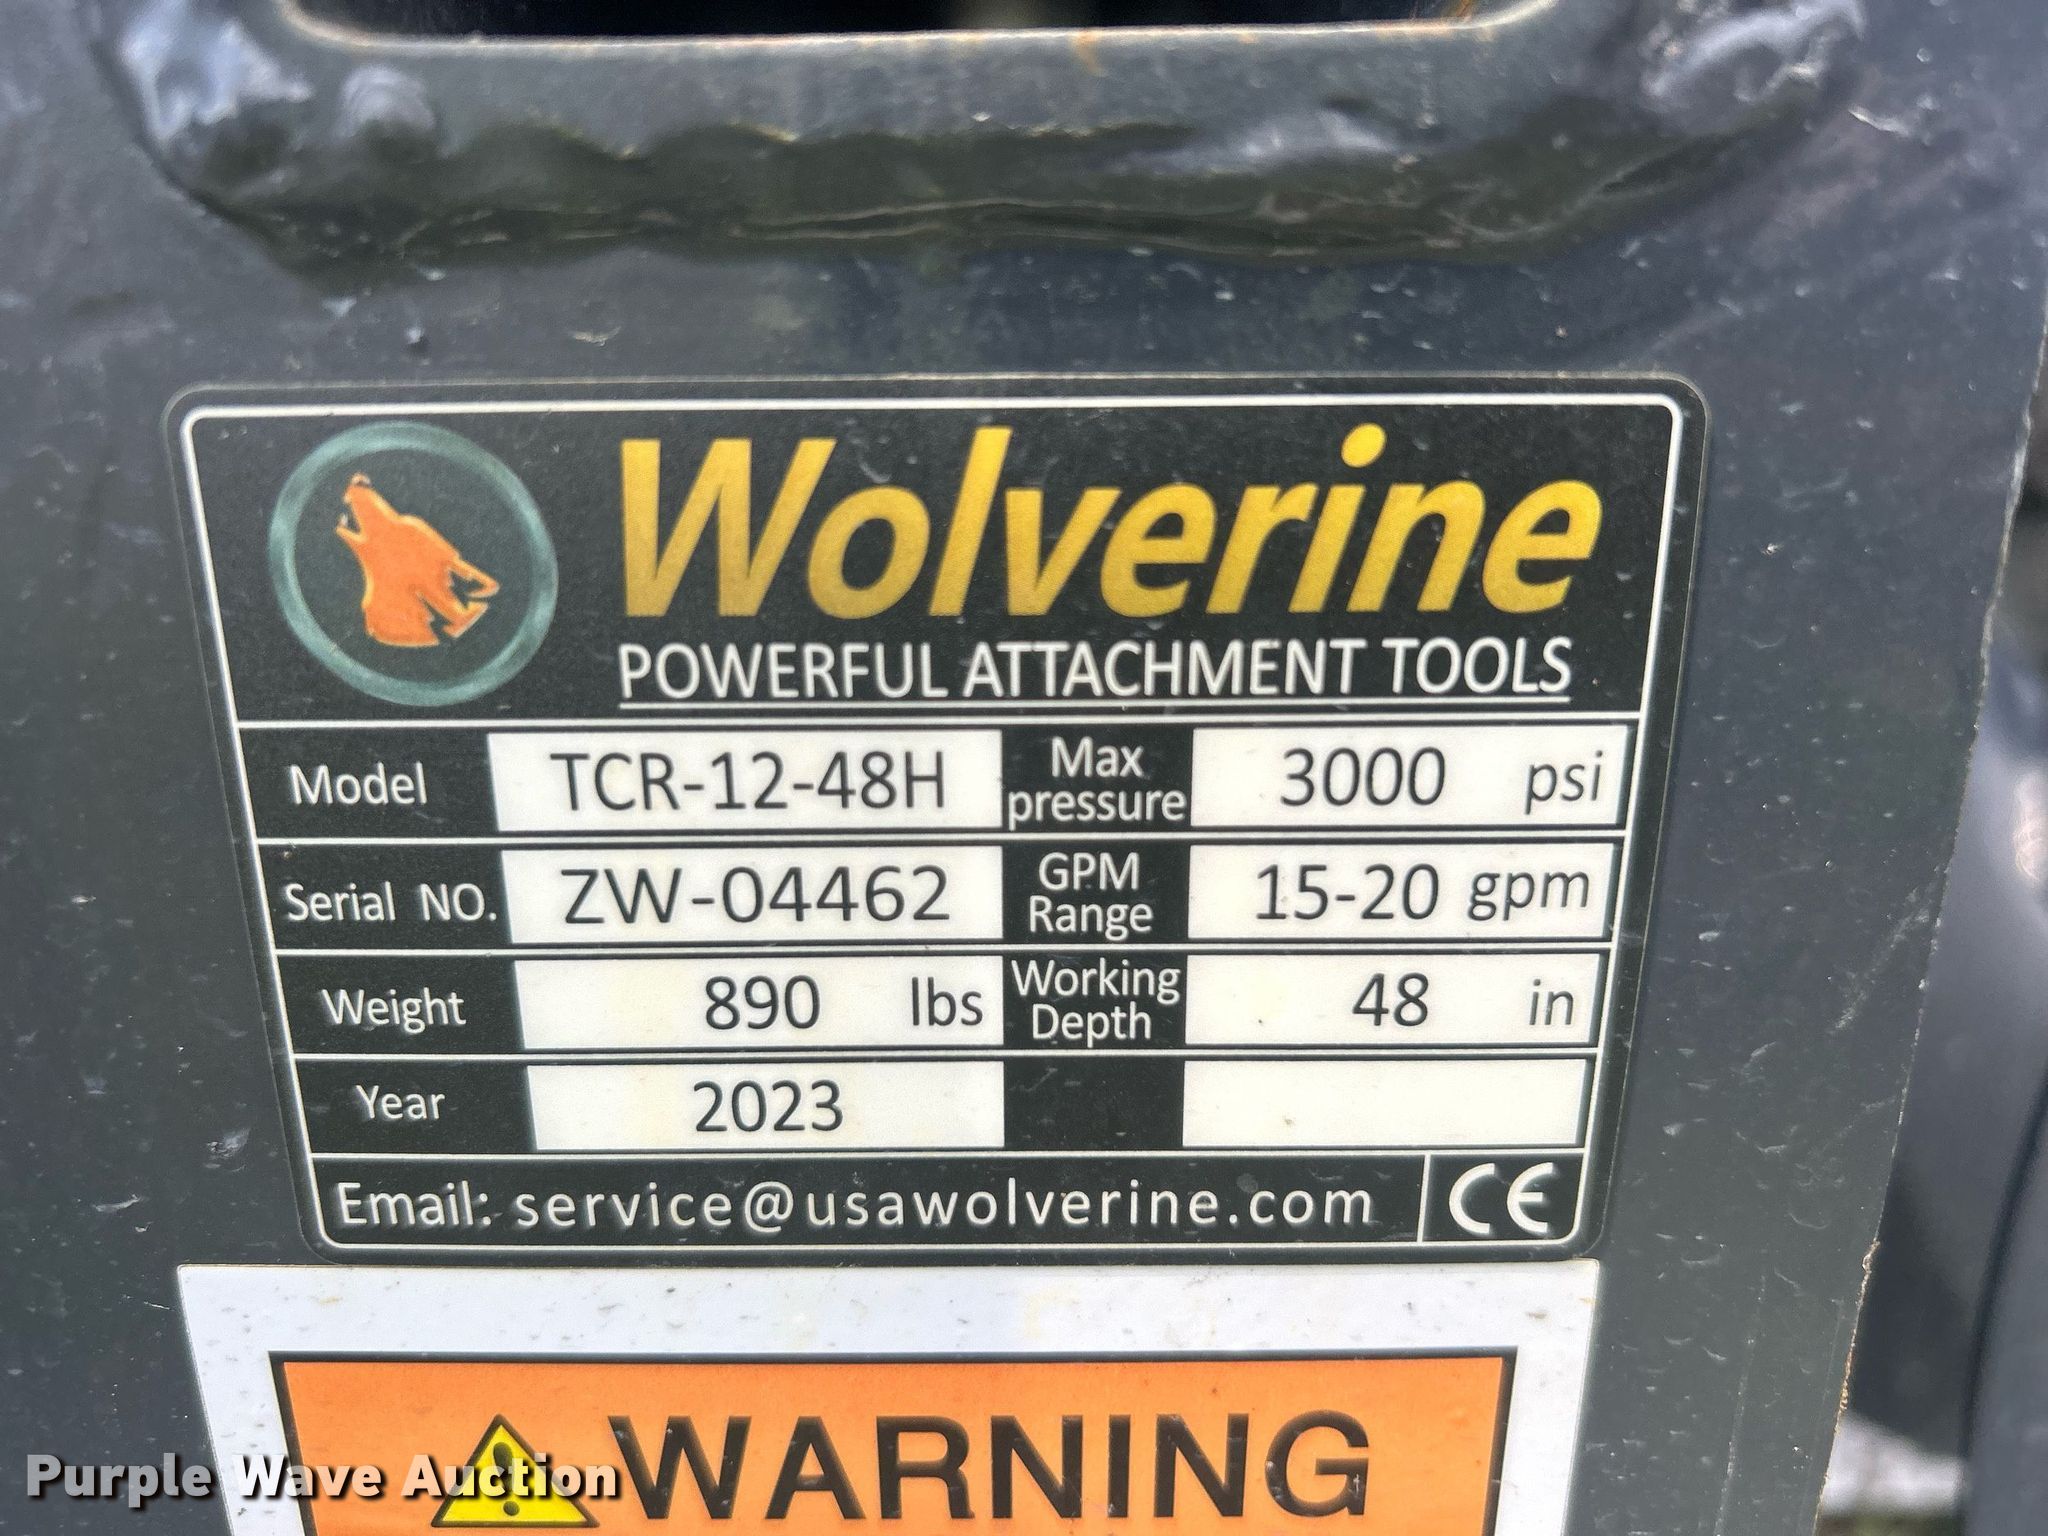 Wolverine
POWERFUL ATTACHMENT TOOLS
Model TCR-12-48H Max pressure 3000 psi
Serial NO. ZW-04462 GPM Range 15-20 gpm
Weight 890 lbs Working Depth 48 in
Year 2023
Email: service@usawolverine.com CE
WARNING
Purple Wave Auction